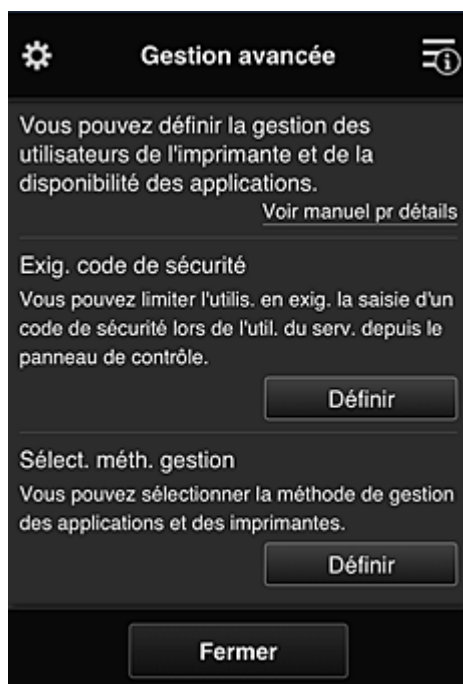 Gestion avancée
Vous pouvez définir la gestion des
utilisateurs de l'imprimante et de la
disponibilité des applications.
Voir manuel pr détails
Exig. code de sécurité
Vous pouvez limiter l'utilis. en exig. la saisie d'un
code de sécurité lors de l'util. du serv. depuis le
panneau de contrôle.
Définir
Sélect. méth. gestion
Vous pouvez sélectionner la méthode de gestion
des applications et des imprimantes.
Définir
Fermer